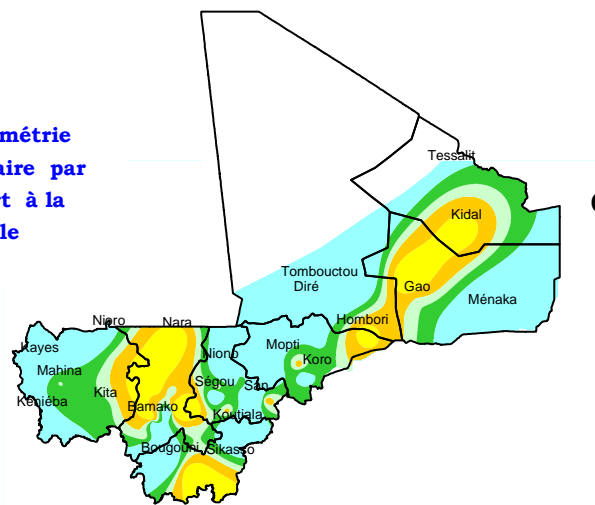 métrie
aire par
t à la
le
Tessalit
Kidal
Tombouctou
Diré
Gao
Ménaka
Hombori
Nioro
Nara
Kayes
Niono
Mopti
Koro
Mahina
Ségou
San
Kéniéba
Kita
Bamako
Koutiala
Bougouni
Sikasso